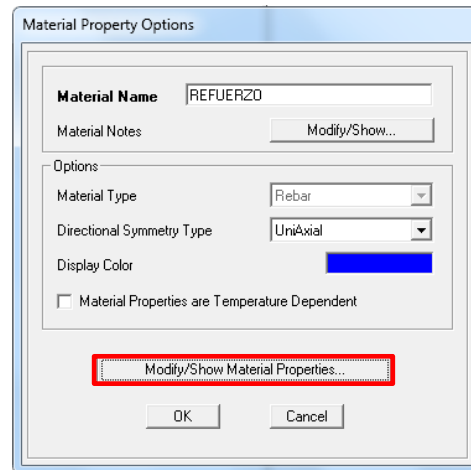 Material Property Options
Material Name REFUERZO
Material Notes Modify/Show...
Options
Material Type Rebar
Directional Symmetry Type UniAxial
Display Color
Material Properties are Temperature Dependent
Modify/Show Material Properties...
OK Cancel